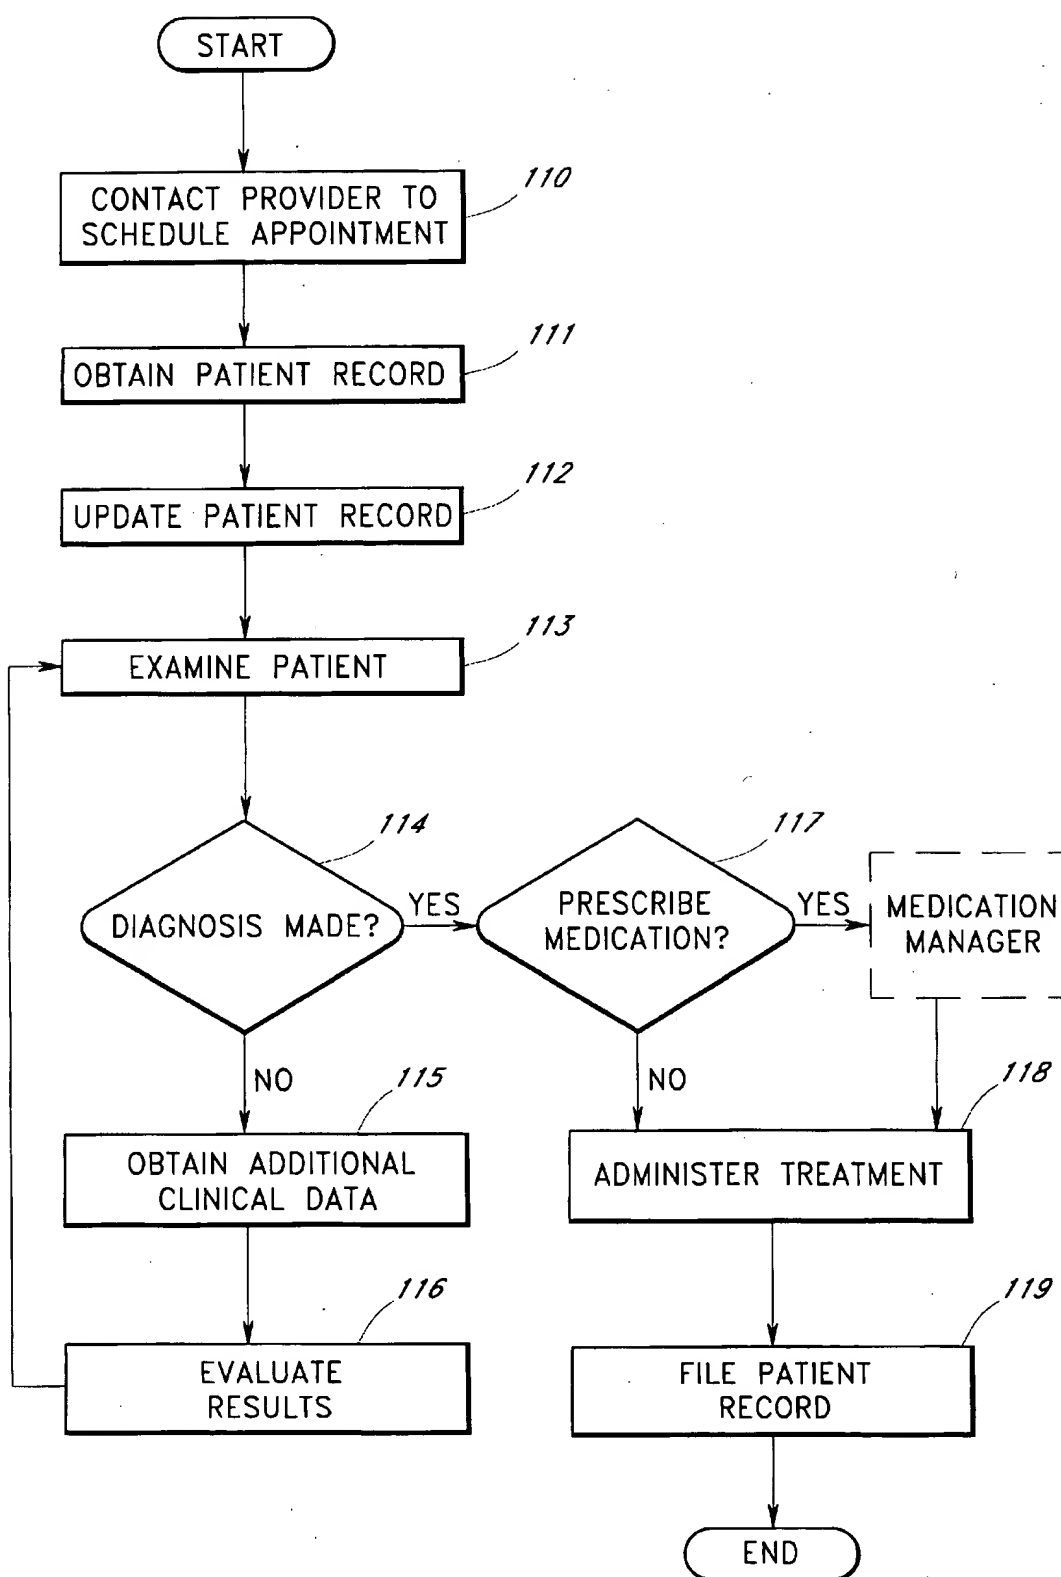 START
CONTACT PROVIDER TO
SCHEDULE APPOINTMENT
110
OBTAIN PATIENT RECORD
111
UPDATE PATIENT RECORD
112
EXAMINE PATIENT
113
DIAGNOSIS MADE?
114
YES
PRESCRIBE
MEDICATION?
117
YES
MEDICATION
MANAGER
NO
OBTAIN ADDITIONAL
CLINICAL DATA
115
NO
ADMINISTER TREATMENT
118
EVALUATE
RESULTS
116
FILE PATIENT
RECORD
119
END